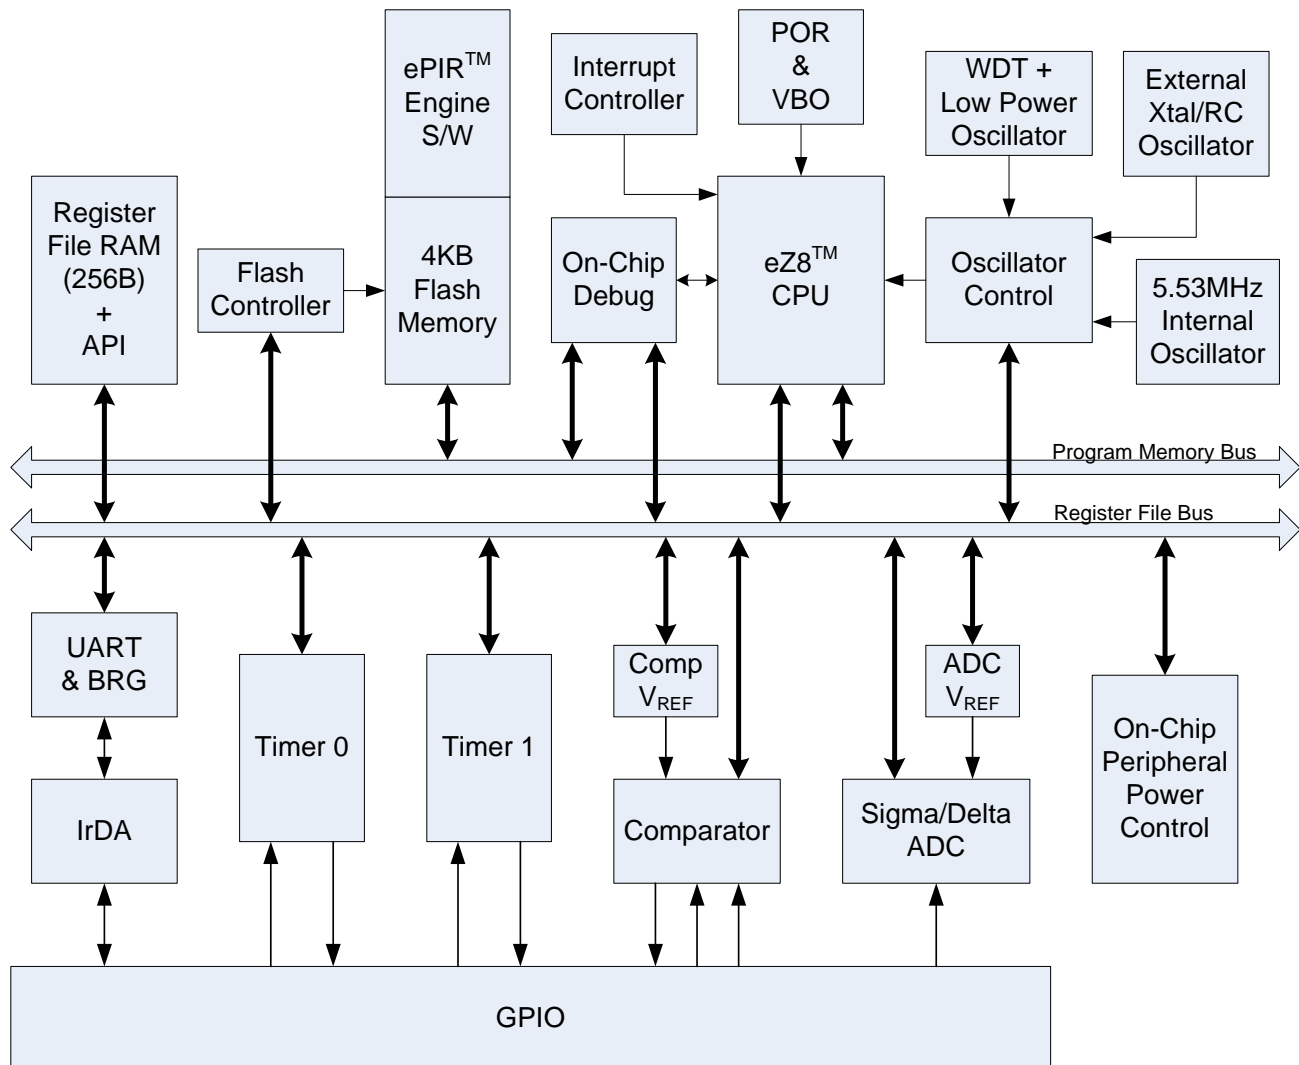 ePIR™
Engine
S/W
Interrupt
Controller
POR
&
VBO
WDT +
Low Power
Oscillator
External
Xtal/RC
Oscillator
Register
File RAM
(256B)
+
API
Flash
Controller
4KB
Flash
Memory
On-Chip
Debug
eZ8™
CPU
Oscillator
Control
5.53MHz
Internal
Oscillator
Program Memory Bus
Register File Bus
UART
& BRG
Timer 0
Timer 1
Comp
VREF
ADC
VREF
On-Chip
Peripheral
Power
Control
IrDA
Comparator
Sigma/Delta
ADC
GPIO